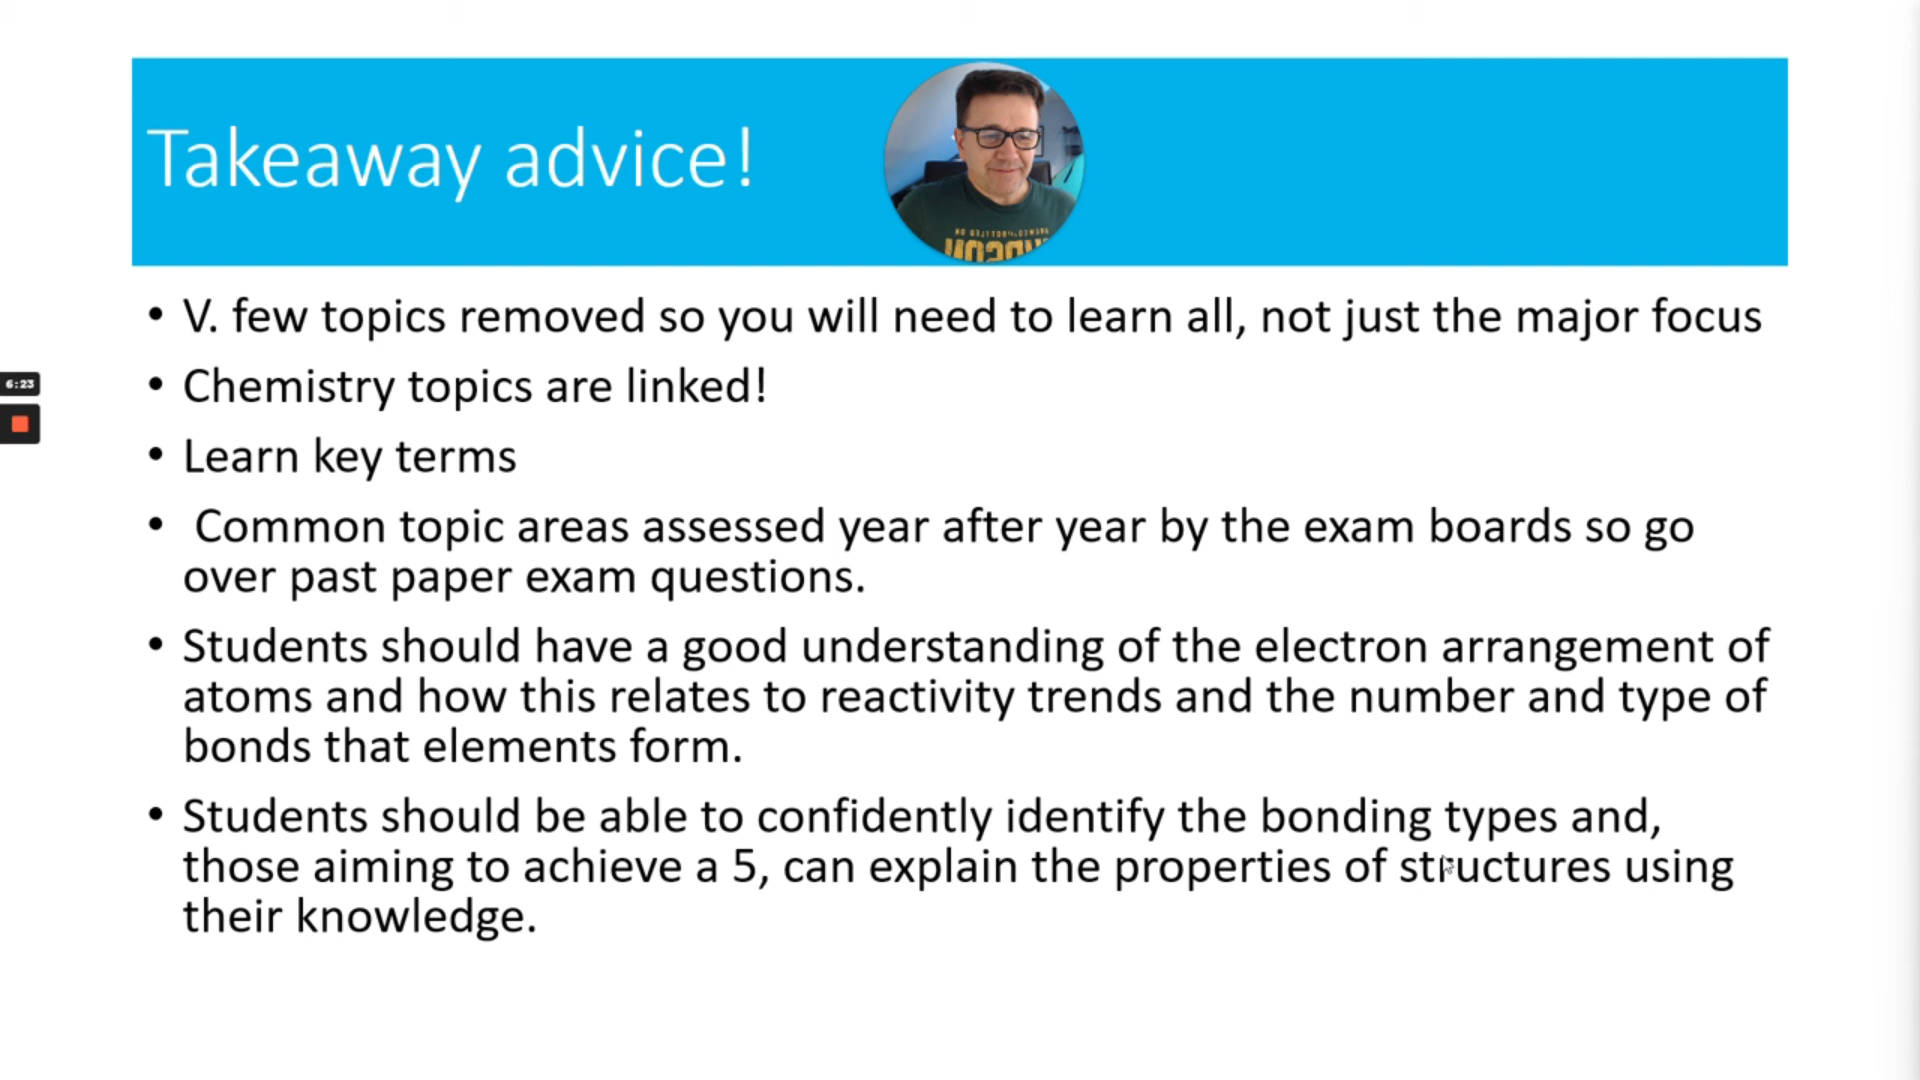 Takeaway advice!
• V. few topics removed so you will need to learn all, not just the major focus
6:23
• Chemistry topics are linked!
• Learn key terms
• Common topic areas assessed year after year by the exam boards so go
over past paper exam questions.
• Students should have a good understanding of the electron arrangement of
atoms and how this relates to reactivity trends and the number and type of
bonds that elements form.
• Students should be able to confidently identify the bonding types and,
those aiming to achieve a 5, can explain the properties of structures using
their knowledge.